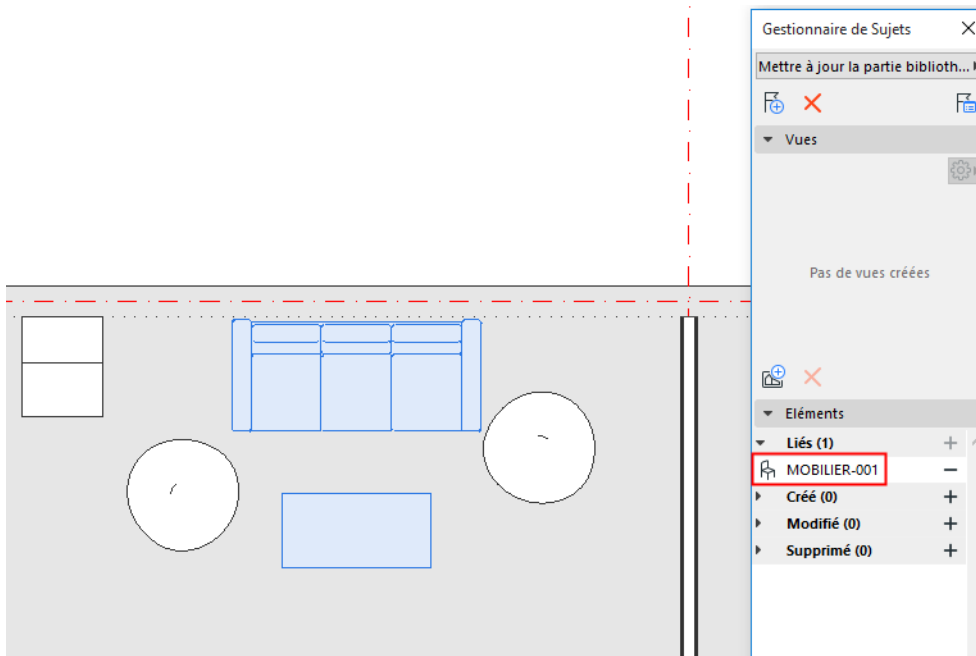 Gestionnaire de Sujets
Mettre à jour la partie biblioth...
Vues
Pas de vues créées
Eléments
Liés (1)
MOBILIER-001
Créé (0)
Modifié (0)
Supprimé (0)